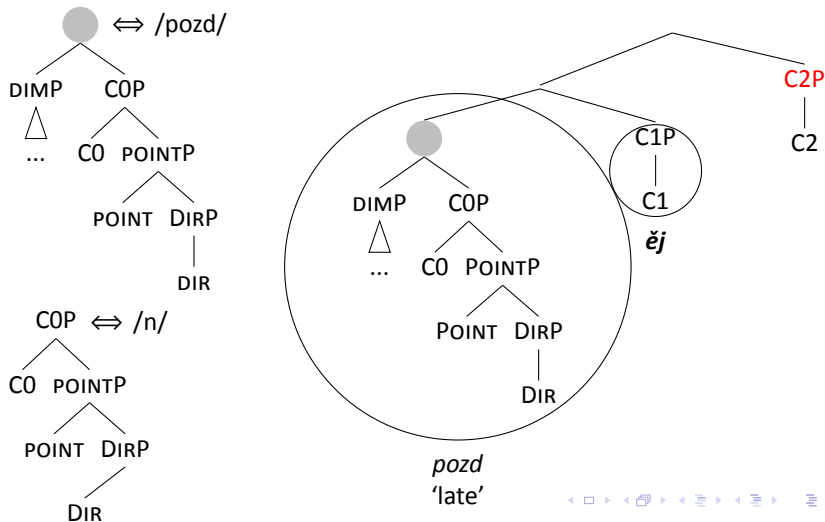 ⇔ /pozd/
DIMP C0P
... C0 POINTP
POINT DIRP
DIR
C0P ⇔ /n/
C0 POINTP
POINT DIRP
DIR
C2P
C2
C1P
C1
ěj
DIMP C0P
... C0 POINTP
POINT DIRP
DIR
pozd
'late'